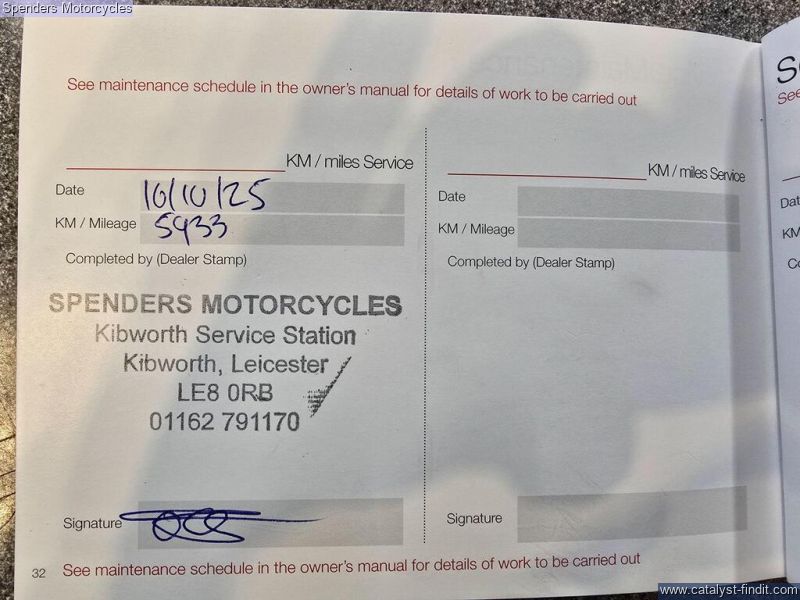 Spenders Motorcycles
See maintenance schedule in the owner's manual for details of work to be carried out
KM / miles Service
Date 10/10/25
KM / Mileage 5933
Completed by (Dealer Stamp)
SPENDERS MOTORCYCLES
Kibworth Service Station
Kibworth, Leicester
LE8 0RB
01162 791170
Signature
KM / miles Service
Date
KM / Mileage
Completed by (Dealer Stamp)
Signature
32 See maintenance schedule in the owner's manual for details of work to be carried out
See
KM
www.catalyst-findit.com